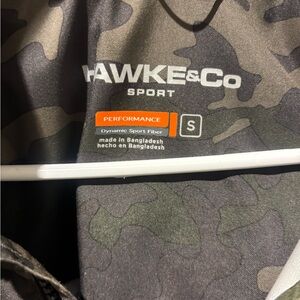 HAWKE&Co
SPORT
PERFORMANCE
Dynamic Sport Fiber
S
made in Bangladesh
hecho en Bangladesh